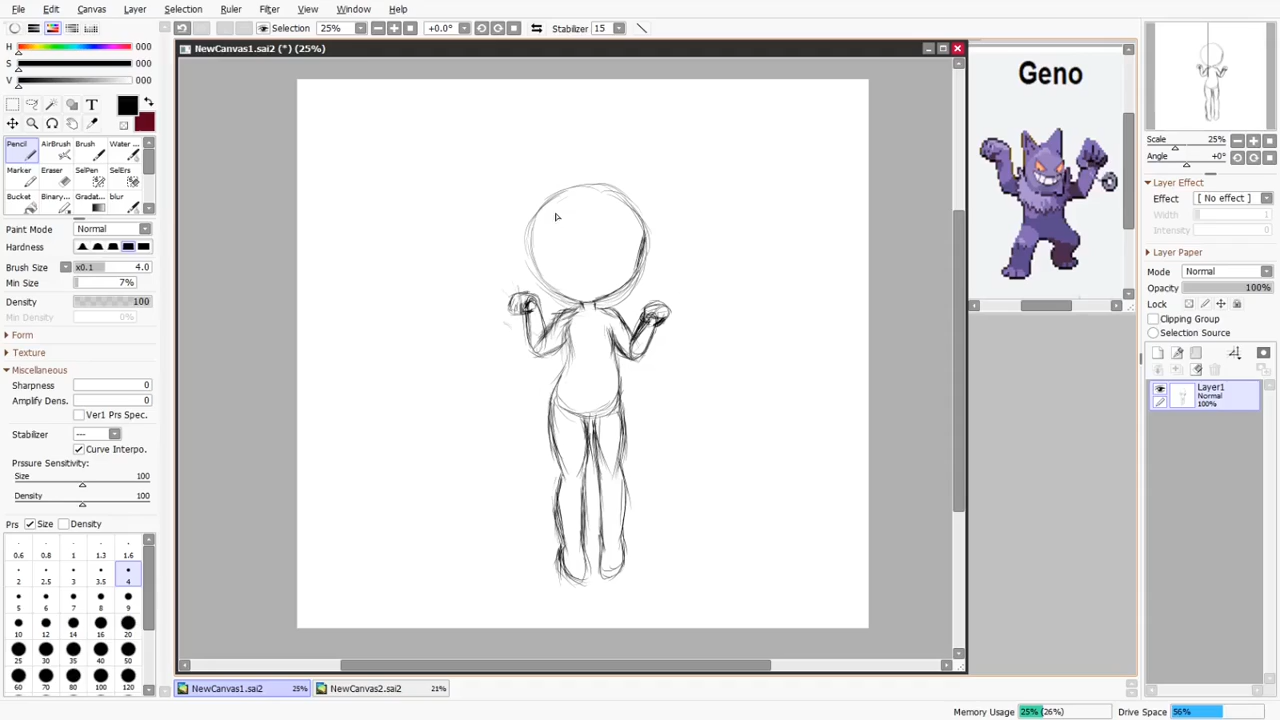 File Edit Canvas Layer Ruler Selection Filter View Window Help
Selection 25% +0.0° Stabilizer 15
NewCanvas1.sai2 (*) (25%)
H 000
S 000
V 000
T
Pencil AirBrush Brush Water ...
Marker Eraser SelPen SelErs
Bucket Binary... Gradat... blur
Paint Mode Normal
Hardness
Brush Size x0.1 4.0
Min Size 7%
Density 100
Min Density 0%
Form
Texture
Miscellaneous
Sharpness 0
Amplify Dens. 0
Ver1 Prs Spec.
Stabilizer ---
Curve Interpo.
Prssure Sensitivity:
Size 100
Density 100
Prs Size Density
0.6 0.8 1 1.3 1.6
2 2.5 3 3.5 4
5 6 7 8 9
10 12 14 16 20
25 30 35 40 50
60 70 80 100 120
Geno
Scale 25%
Angle +0°
Layer Effect
Effect [ No effect ]
Width 1
Intensity 0
Layer Paper
Mode Normal
Opacity 100%
Lock
Clipping Group
Selection Source
Layer1
Normal
100%
NewCanvas1.sai2 25% NewCanvas2.sai2 21%
Memory Usage 25% (26%) Drive Space 56%